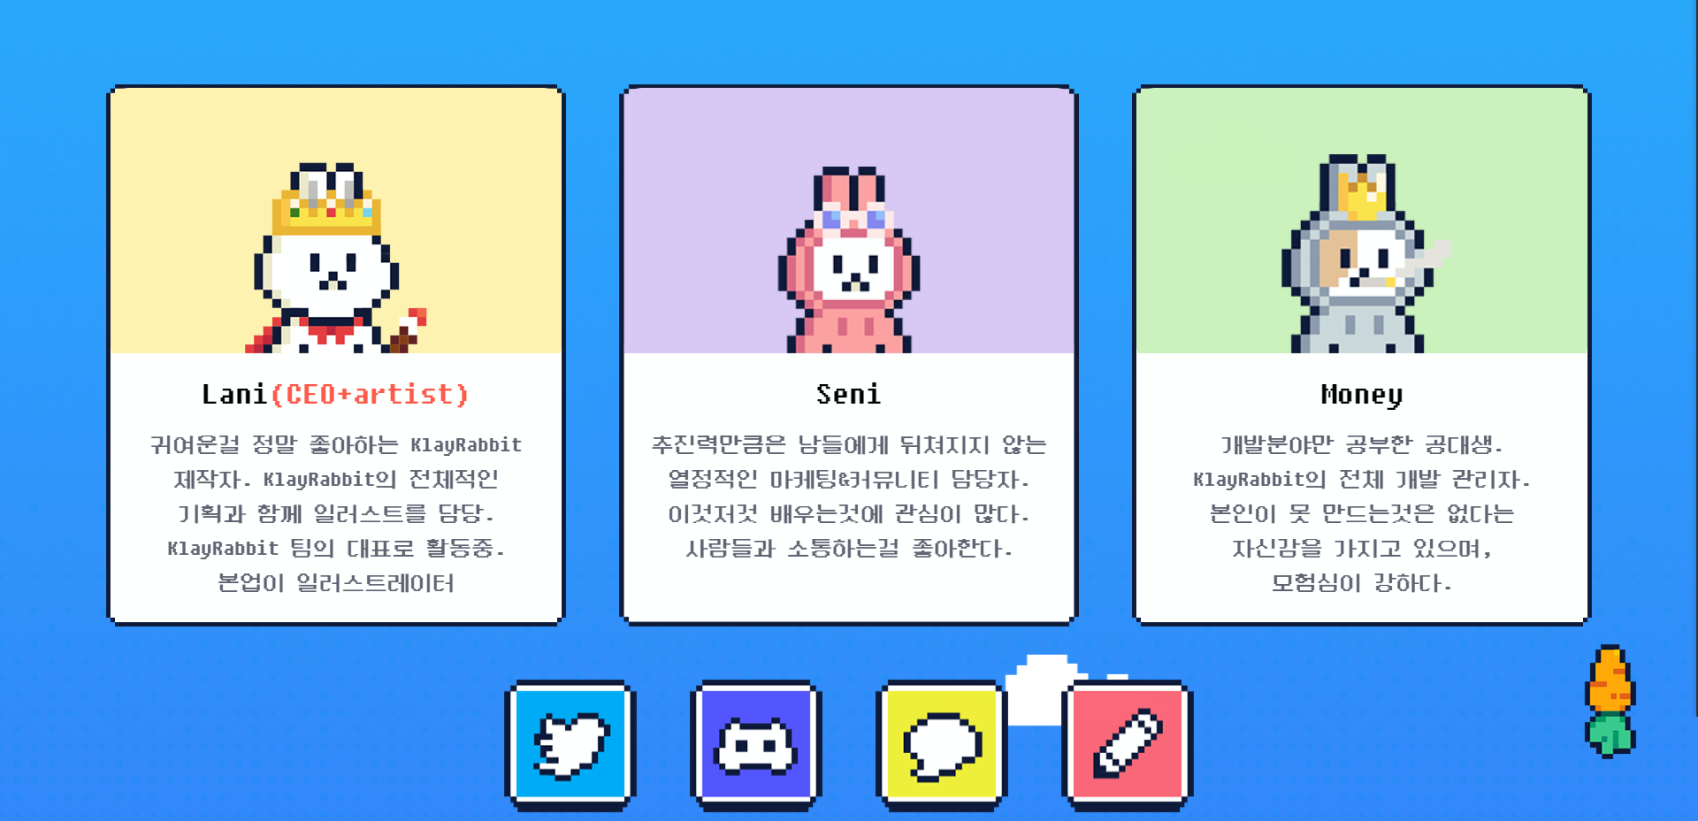 Lani(CEO+artist)
귀여운걸 정말 좋아하는 KlayRabbit
제작자. KlayRabbit의 전체적인
기획과 함께 일러스트를 담당.
KlayRabbit 팀의 대표로 활동중.
본업이 일러스트레이터
Seni
추진력만큼은 남들에게 뒤쳐지지 않는
열정적인 마케팅&커뮤니티 담당자.
이것저것 배우는것에 관심이 많다.
사람들과 소통하는걸 좋아한다.
Money
개발분야만 공부한 공대생.
KlayRabbit의 전체 개발 관리자.
본인이 못 만드는것은 없다는
자신감을 가지고 있으며,
모험심이 강하다.